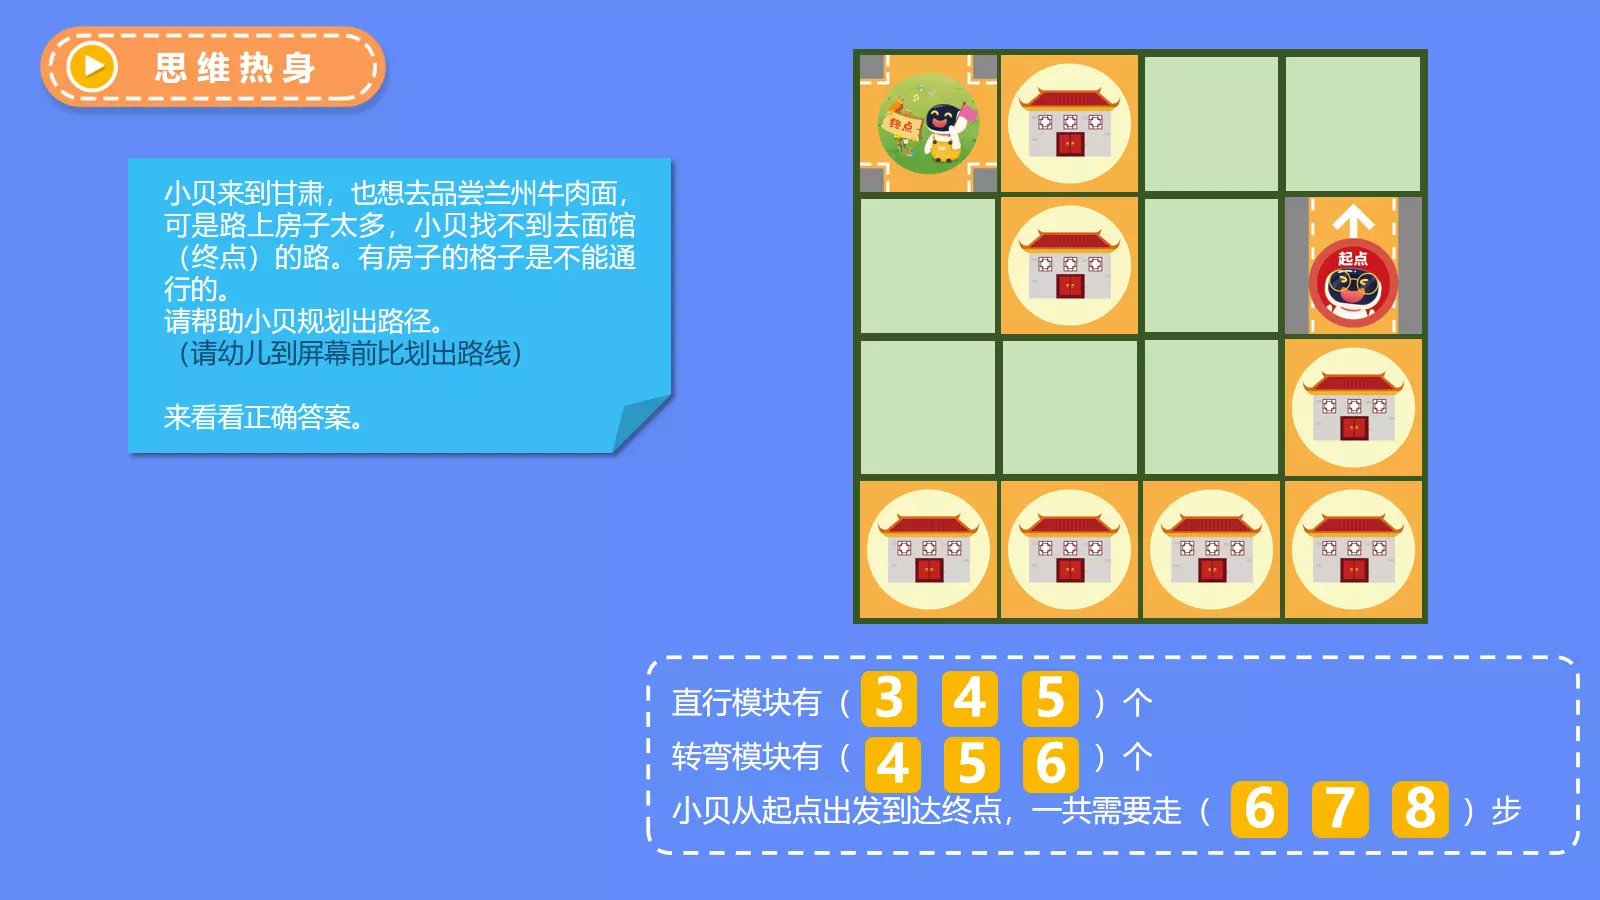 思维热身
小贝来到甘肃，也想去品尝兰州牛肉面，
可是路上房子太多，小贝找不到去面馆
（终点）的路。有房子的格子是不能通
行的。
请帮助小贝规划出路径。
（请幼儿到屏幕前比划出路线）
来看看正确答案。
终点
起点
直行模块有（ 3 4 5 ）个
转弯模块有（ 4 5 6 ）个
小贝从起点出发到达终点，一共需要走（ 6 7 8 ）步